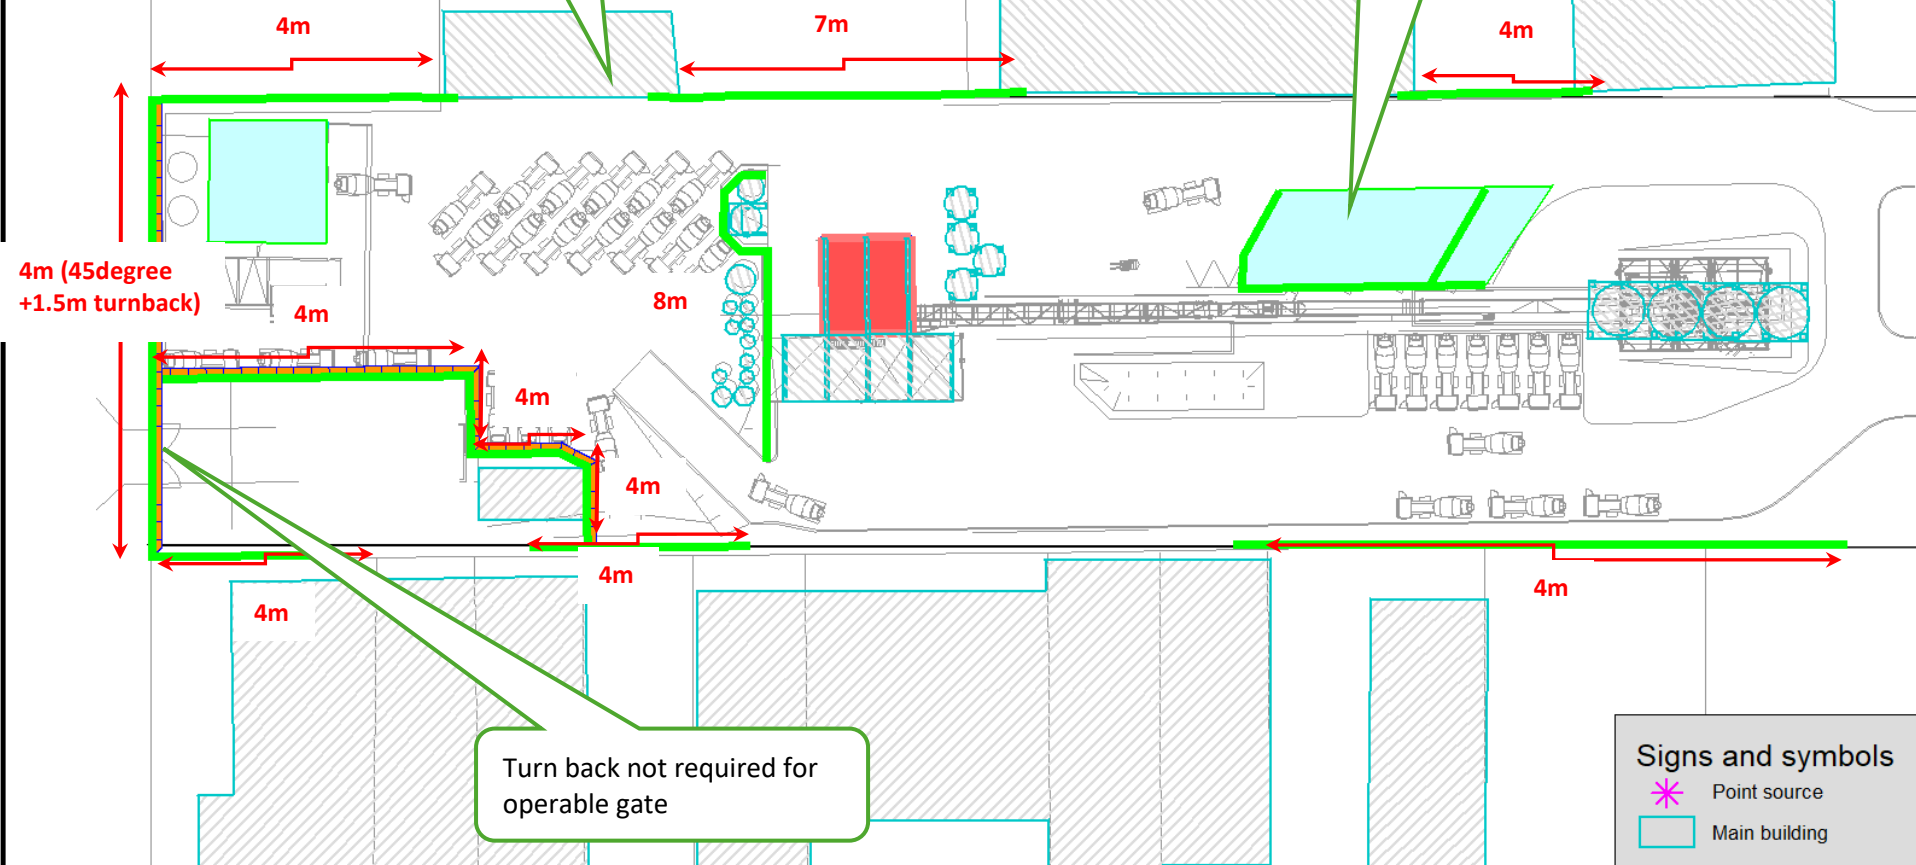 4m
7m
4m
4m (45degree
+1.5m turnback)
4m
8m
4m
4m
4m
4m
4m
Turn back not required for
operable gate
Signs and symbols
Point source
Main building